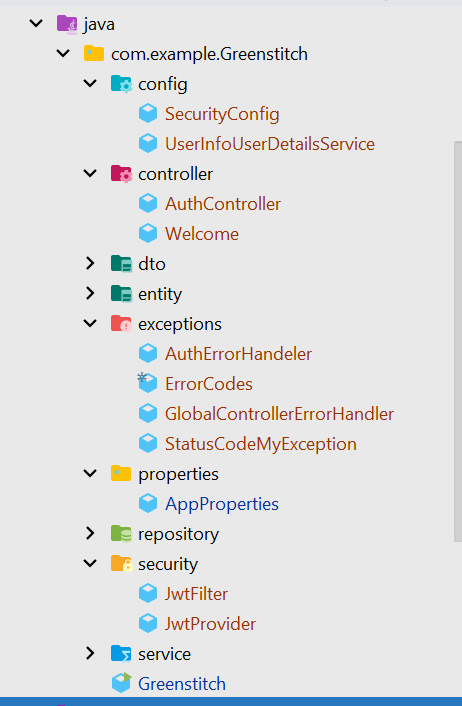 java
com.example.Greenstitch
config
SecurityConfig
UserInfoUserDetailsService
controller
AuthController
Welcome
dto
entity
exceptions
AuthErrorHandeler
ErrorCodes
GlobalControllerErrorHandler
StatusCodeMyException
properties
AppProperties
repository
security
JwtFilter
JwtProvider
service
Greenstitch